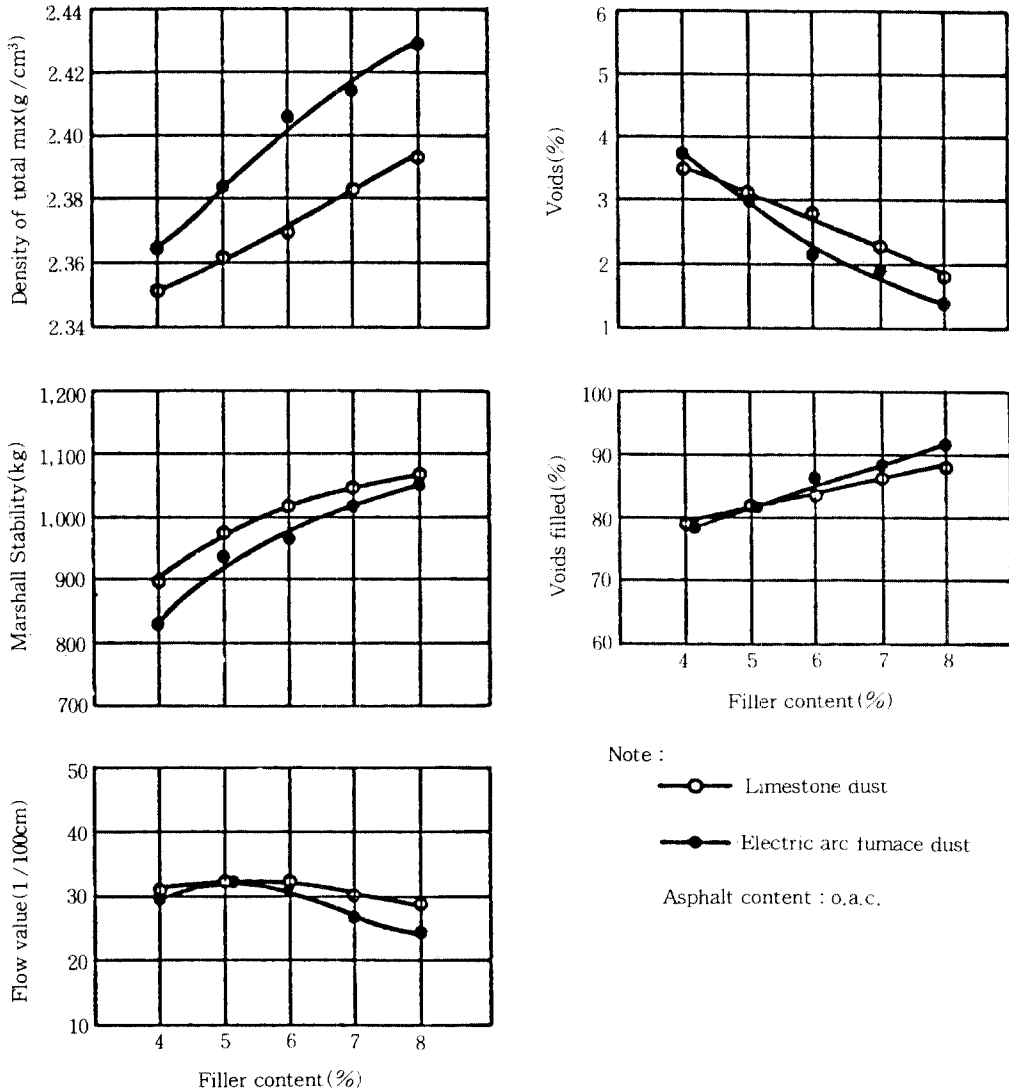 Density of total mix(g/cm³)
2.44
2.42
2.40
2.38
2.36
2.34
Voids(%)
6
5
4
3
2
1
Marshall Stability(kg)
1,200
1,100
1.000
900
800
700
Voids filled(%)
100
90
80
70
60
4 5 6 7 8
Filler content(%)
Flow value(1/100cm)
50
40
30
20
10
4 5 6 7 8
Filler content(%)
Note :
Limestone dust
Electric arc furnace dust
Asphalt content : o.a.c.